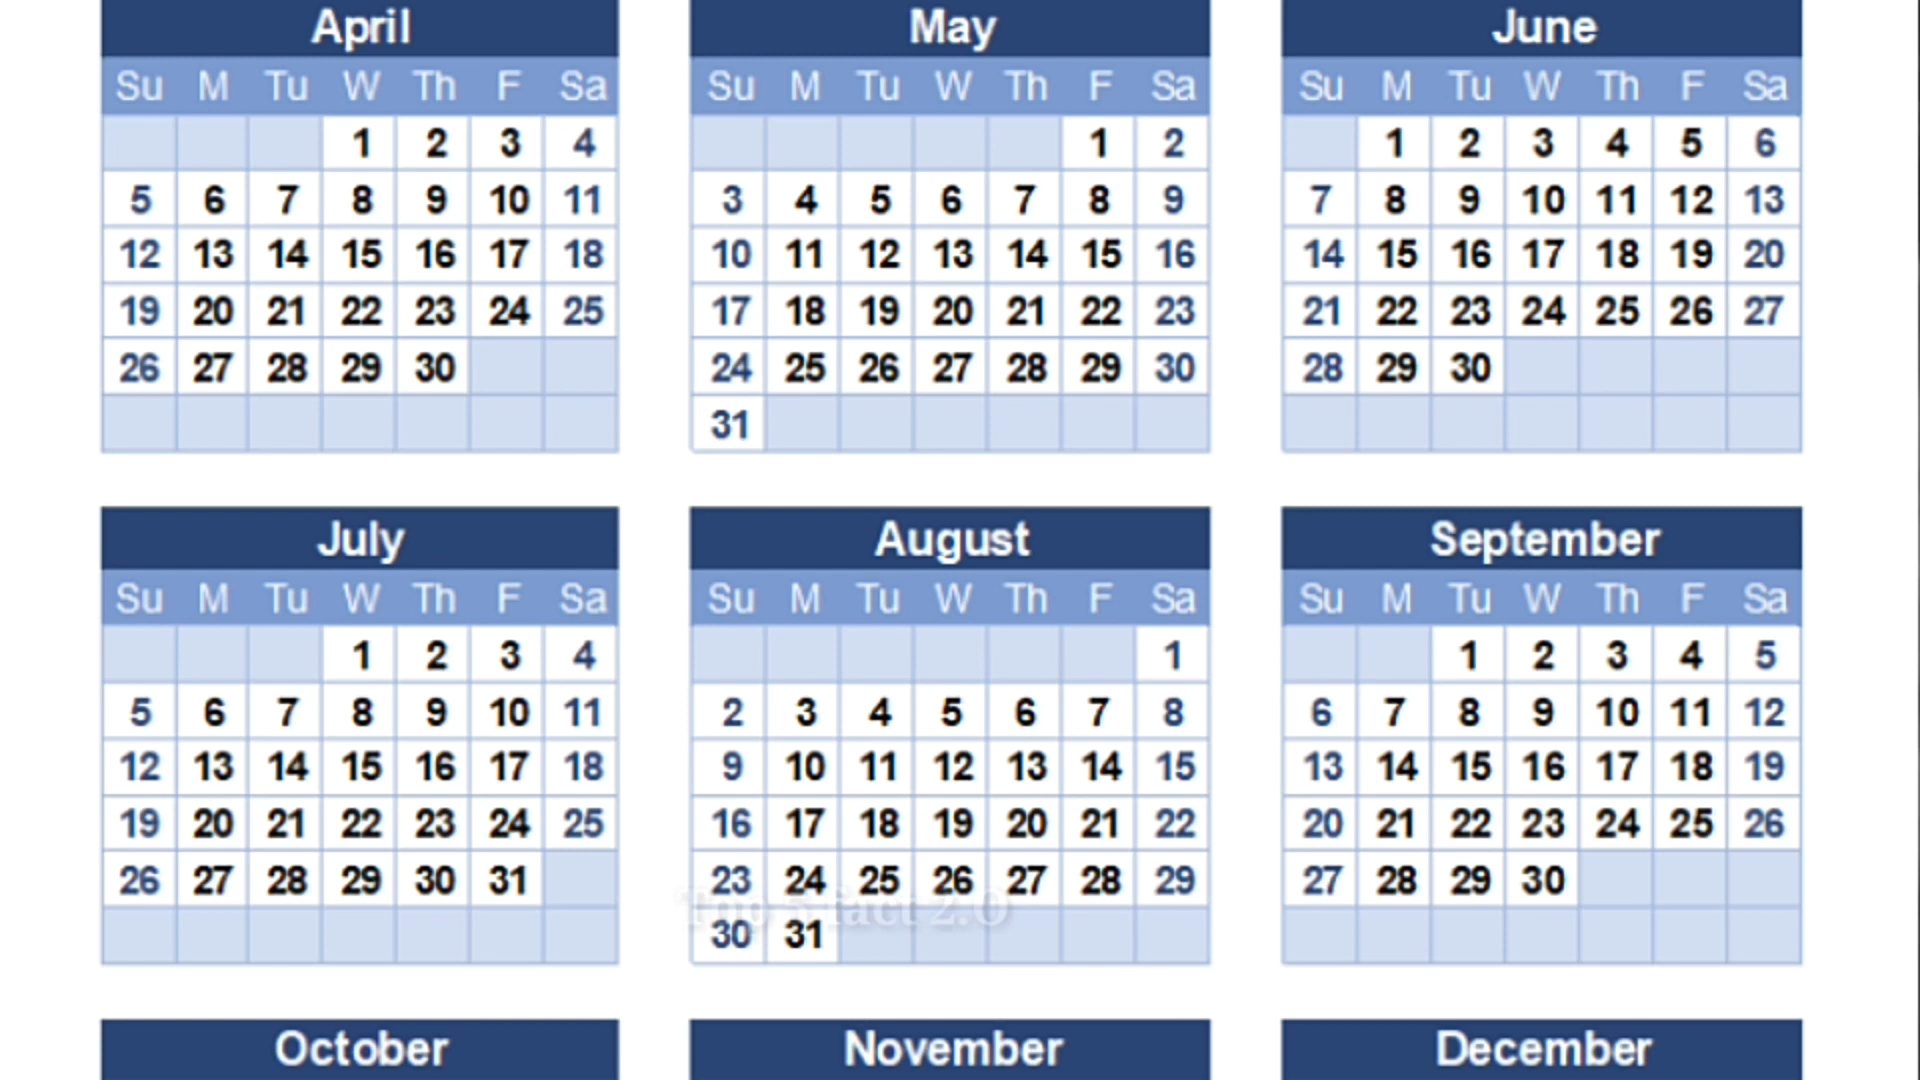 April
Su M Tu W Th F Sa
1 2 3 4
5 6 7 8 9 10 11
12 13 14 15 16 17 18
19 20 21 22 23 24 25
26 27 28 29 30
May
Su M Tu W Th F Sa
1 2
3 4 5 6 7 8 9
10 11 12 13 14 15 16
17 18 19 20 21 22 23
24 25 26 27 28 29 30
31
June
Su M Tu W Th F Sa
1 2 3 4 5 6
7 8 9 10 11 12 13
14 15 16 17 18 19 20
21 22 23 24 25 26 27
28 29 30
July
Su M Tu W Th F Sa
1 2 3 4
5 6 7 8 9 10 11
12 13 14 15 16 17 18
19 20 21 22 23 24 25
26 27 28 29 30 31
August
Su M Tu W Th F Sa
1
2 3 4 5 6 7 8
9 10 11 12 13 14 15
16 17 18 19 20 21 22
23 24 25 26 27 28 29
30 31
Top 5 fact 2.O
September
Su M Tu W Th F Sa
1 2 3 4 5
6 7 8 9 10 11 12
13 14 15 16 17 18 19
20 21 22 23 24 25 26
27 28 29 30
October
November
December